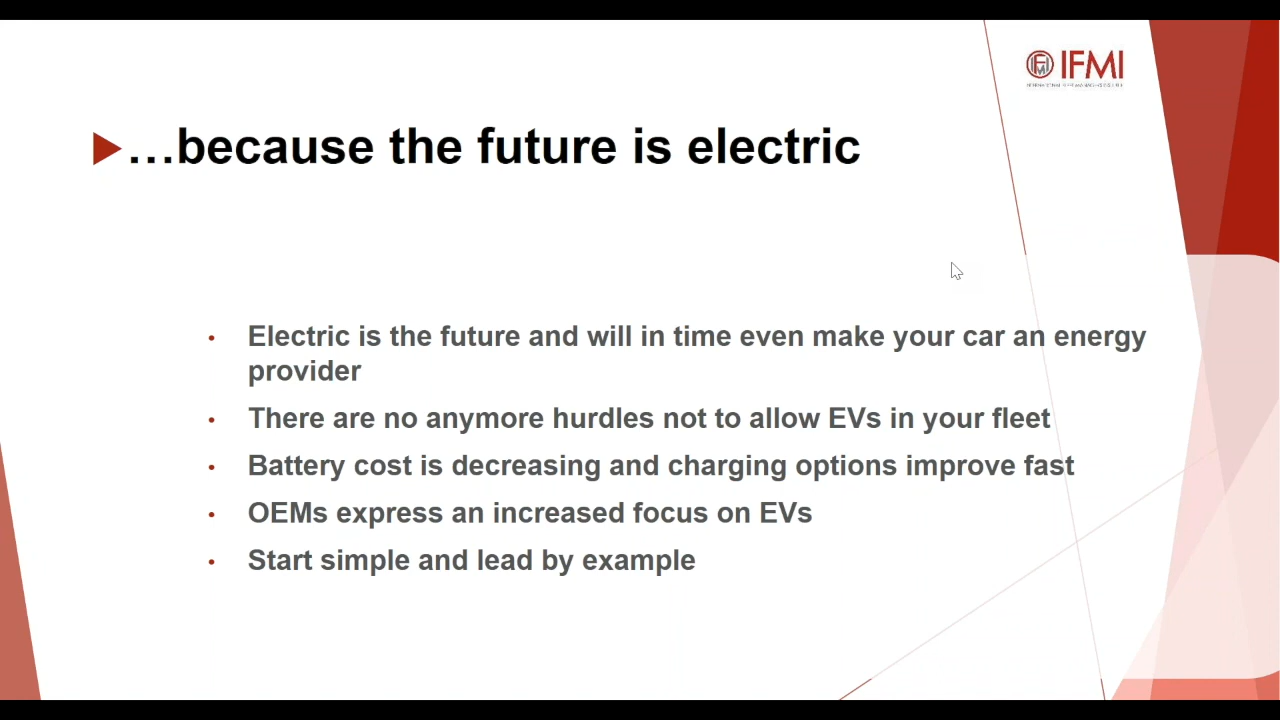 IFMI
…because the future is electric
• Electric is the future and will in time even make your car an energy
provider
• There are no anymore hurdles not to allow EVs in your fleet
• Battery cost is decreasing and charging options improve fast
• OEMs express an increased focus on EVs
• Start simple and lead by example